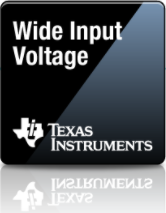 Wide Input
Voltage
TEXAS
INSTRUMENTS